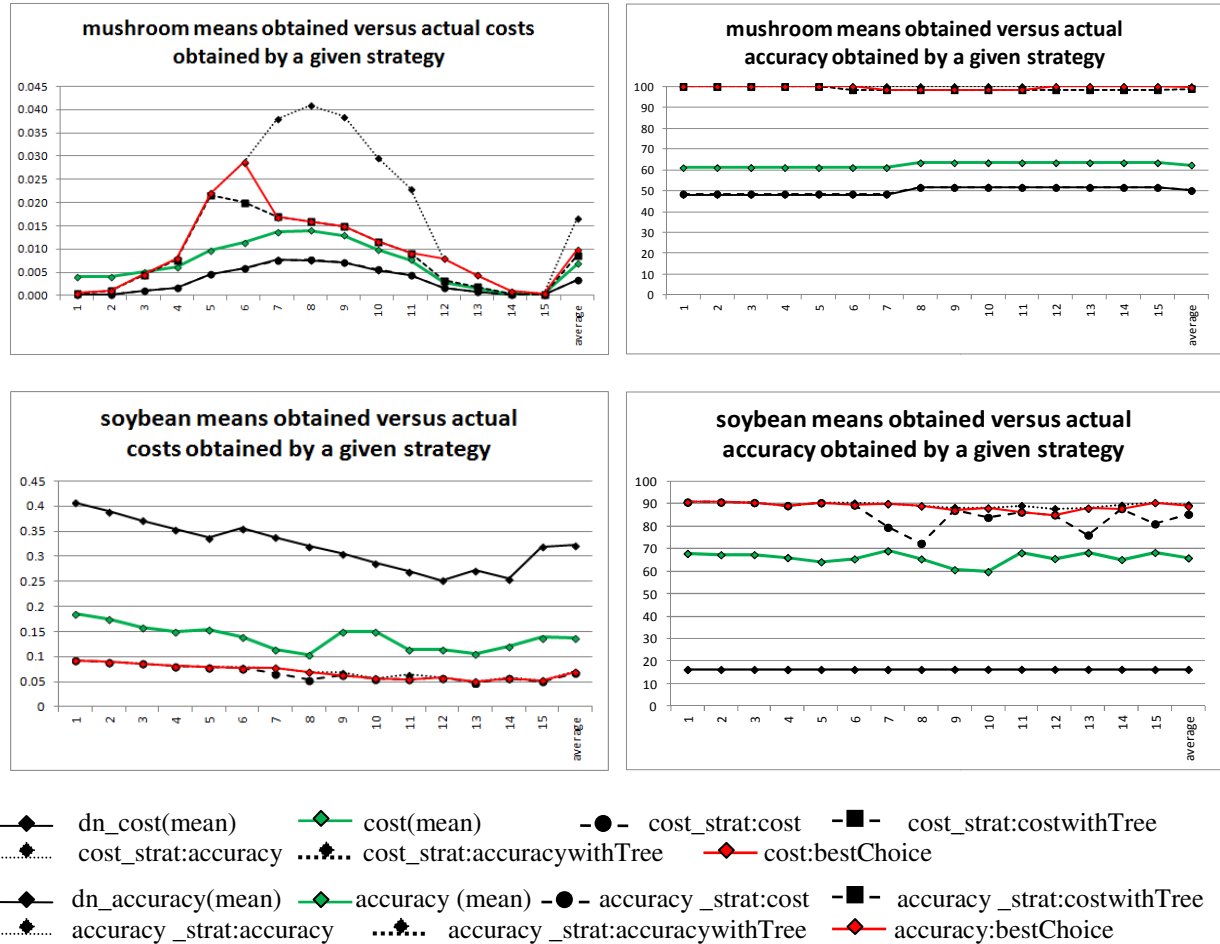 mushroom means obtained versus actual costs
obtained by a given strategy
0.045
0.040
0.035
0.030
0.025
0.020
0.015
0.010
0.005
0.000
1 2 3 4 5 6 7 8 9 10 11 12 13 14 15 average
mushroom means obtained versus actual
accuracy obtained by a given strategy
100
90
80
70
60
50
40
30
20
10
0
1 2 3 4 5 6 7 8 9 10 11 12 13 14 15 average
soybean means obtained versus actual
costs obtained by a given strategy
0.45
0.4
0.35
0.3
0.25
0.2
0.15
0.1
0.05
0
1 2 3 4 5 6 7 8 9 10 11 12 13 14 15 average
soybean means obtained versus actual
accuracy obtained by a given strategy
100
90
80
70
60
50
40
30
20
10
0
1 2 3 4 5 6 7 8 9 10 11 12 13 14 15 average
dn_cost(mean) cost(mean) cost_strat:cost cost_strat:costwithTree
cost_strat:accuracy cost_strat:accuracywithTree cost:bestChoice
dn_accuracy(mean) accuracy (mean) accuracy _strat:cost accuracy _strat:costwithTree
accuracy _strat:accuracy accuracy _strat:accuracywithTree accuracy:bestChoice